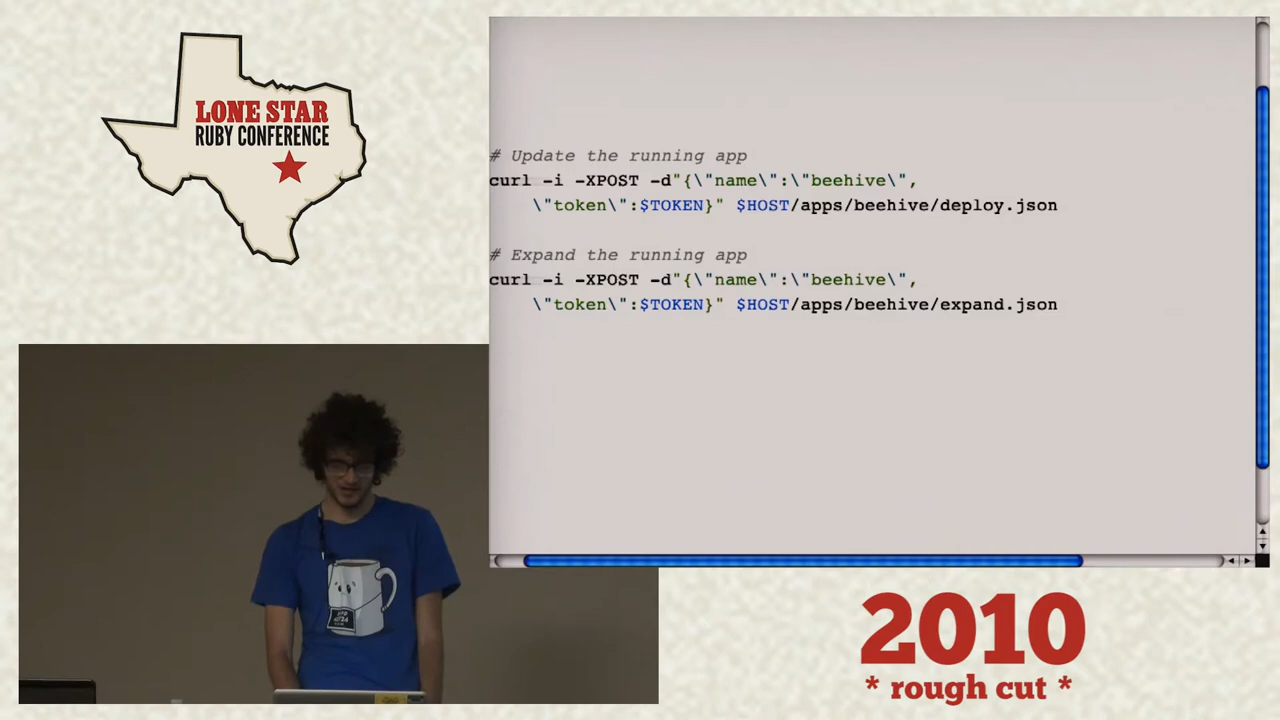 LONE STAR
RUBY CONFERENCE
# Update the running app
curl -i -XPOST -d"{\"name\":\"beehive\",
\"token\":$TOKEN}" $HOST/apps/beehive/deploy.json
# Expand the running app
curl -i -XPOST -d"{\"name\":\"beehive\",
\"token\":$TOKEN}" $HOST/apps/beehive/expand.json
2010
* rough cut *